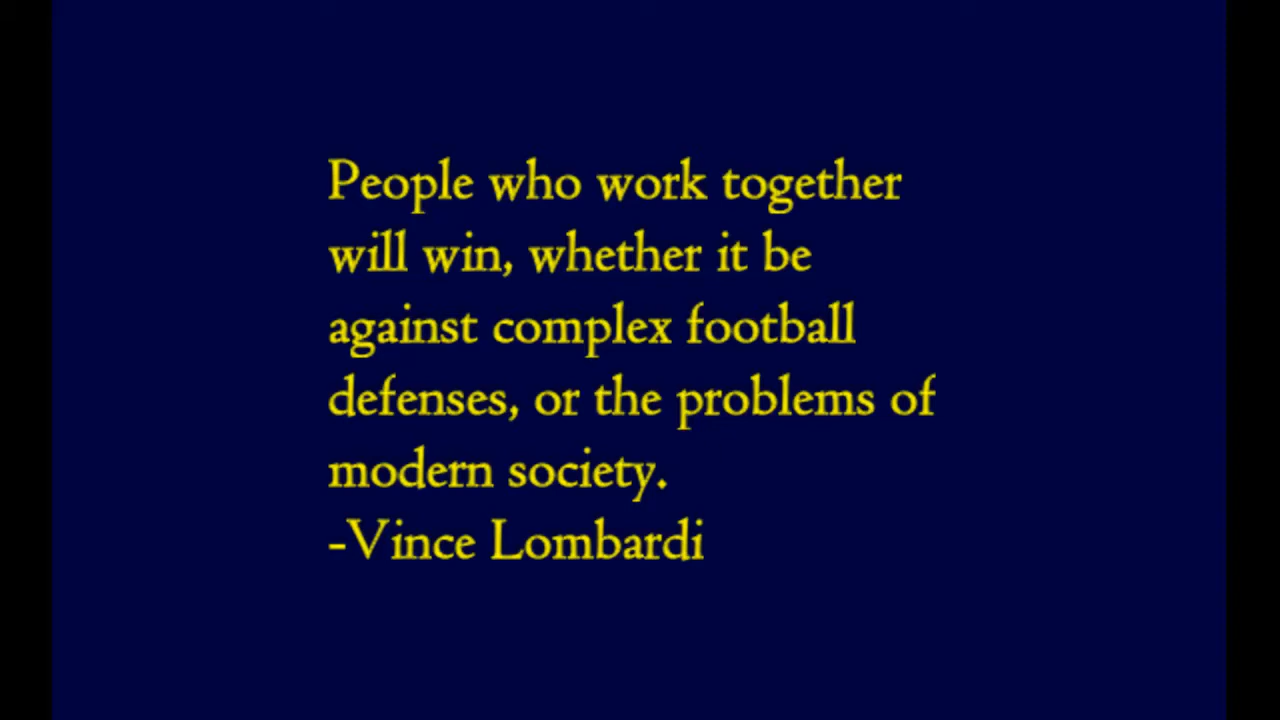 People who work together
will win, whether it be
against complex football
defenses, or the problems of
modern society.
-Vince Lombardi